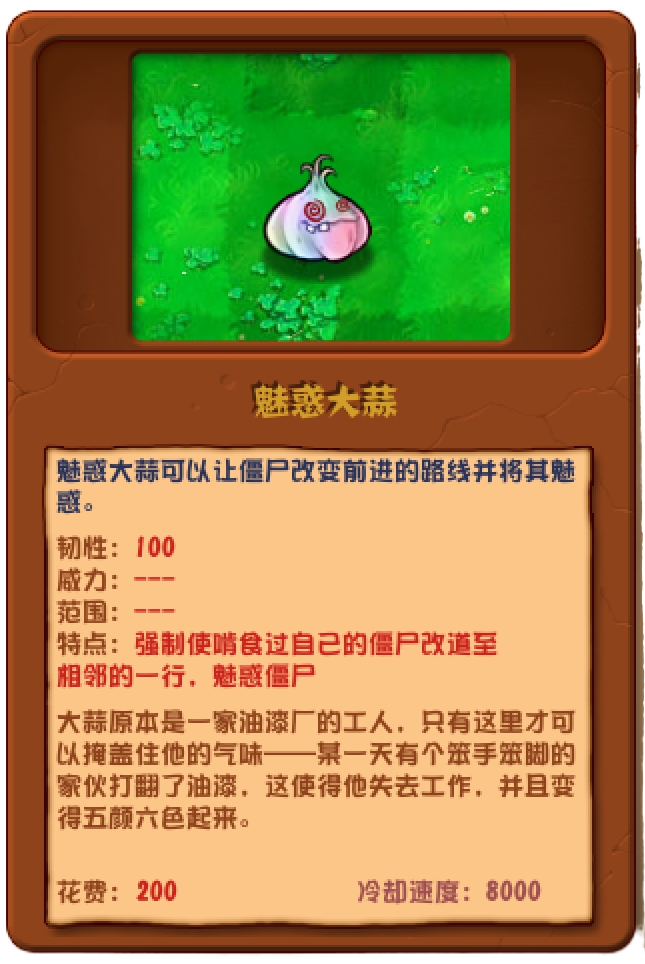 魅惑大蒜
魅惑大蒜可以让僵尸改变前进的路线并将其魅
惑。
韧性：100
威力：---
范围：---
特点：强制使啃食过自己的僵尸改道至
相邻的一行，魅惑僵尸
大蒜原本是一家油漆厂的工人，只有这里才可
以掩盖住他的气味——某一天有个笨手笨脚的
家伙打翻了油漆，这使得他失去工作，并且变
得五颜六色起来。
花费：200 冷却速度：8000